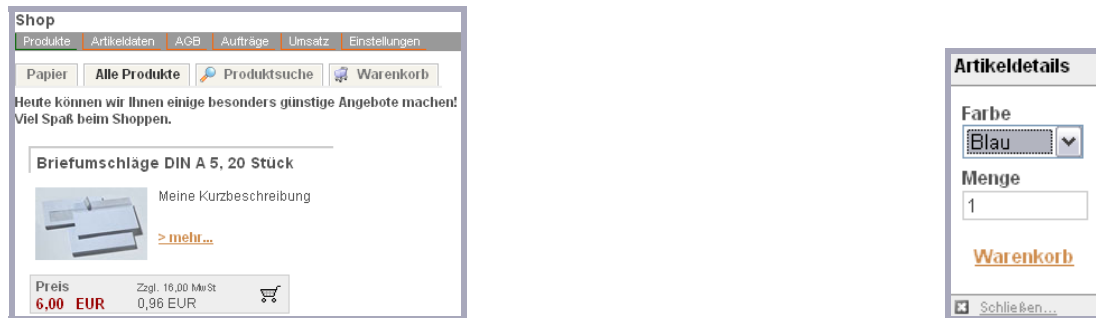 Shop
Produkte Artikeldaten AGB Aufträge Umsatz Einstellungen
Papier Alle Produkte Produktsuche Warenkorb
Heute können wir Ihnen einige besonders günstige Angebote machen!
Viel Spaß beim Shoppen.
Briefumschläge DIN A 5, 20 Stück
Meine Kurzbeschreibung
> mehr...
Preis Zzgl. 16,00 MwSt
6,00 EUR 0,96 EUR
Artikeldetails
Farbe
Blau
Menge
1
Warenkorb
Schließen...